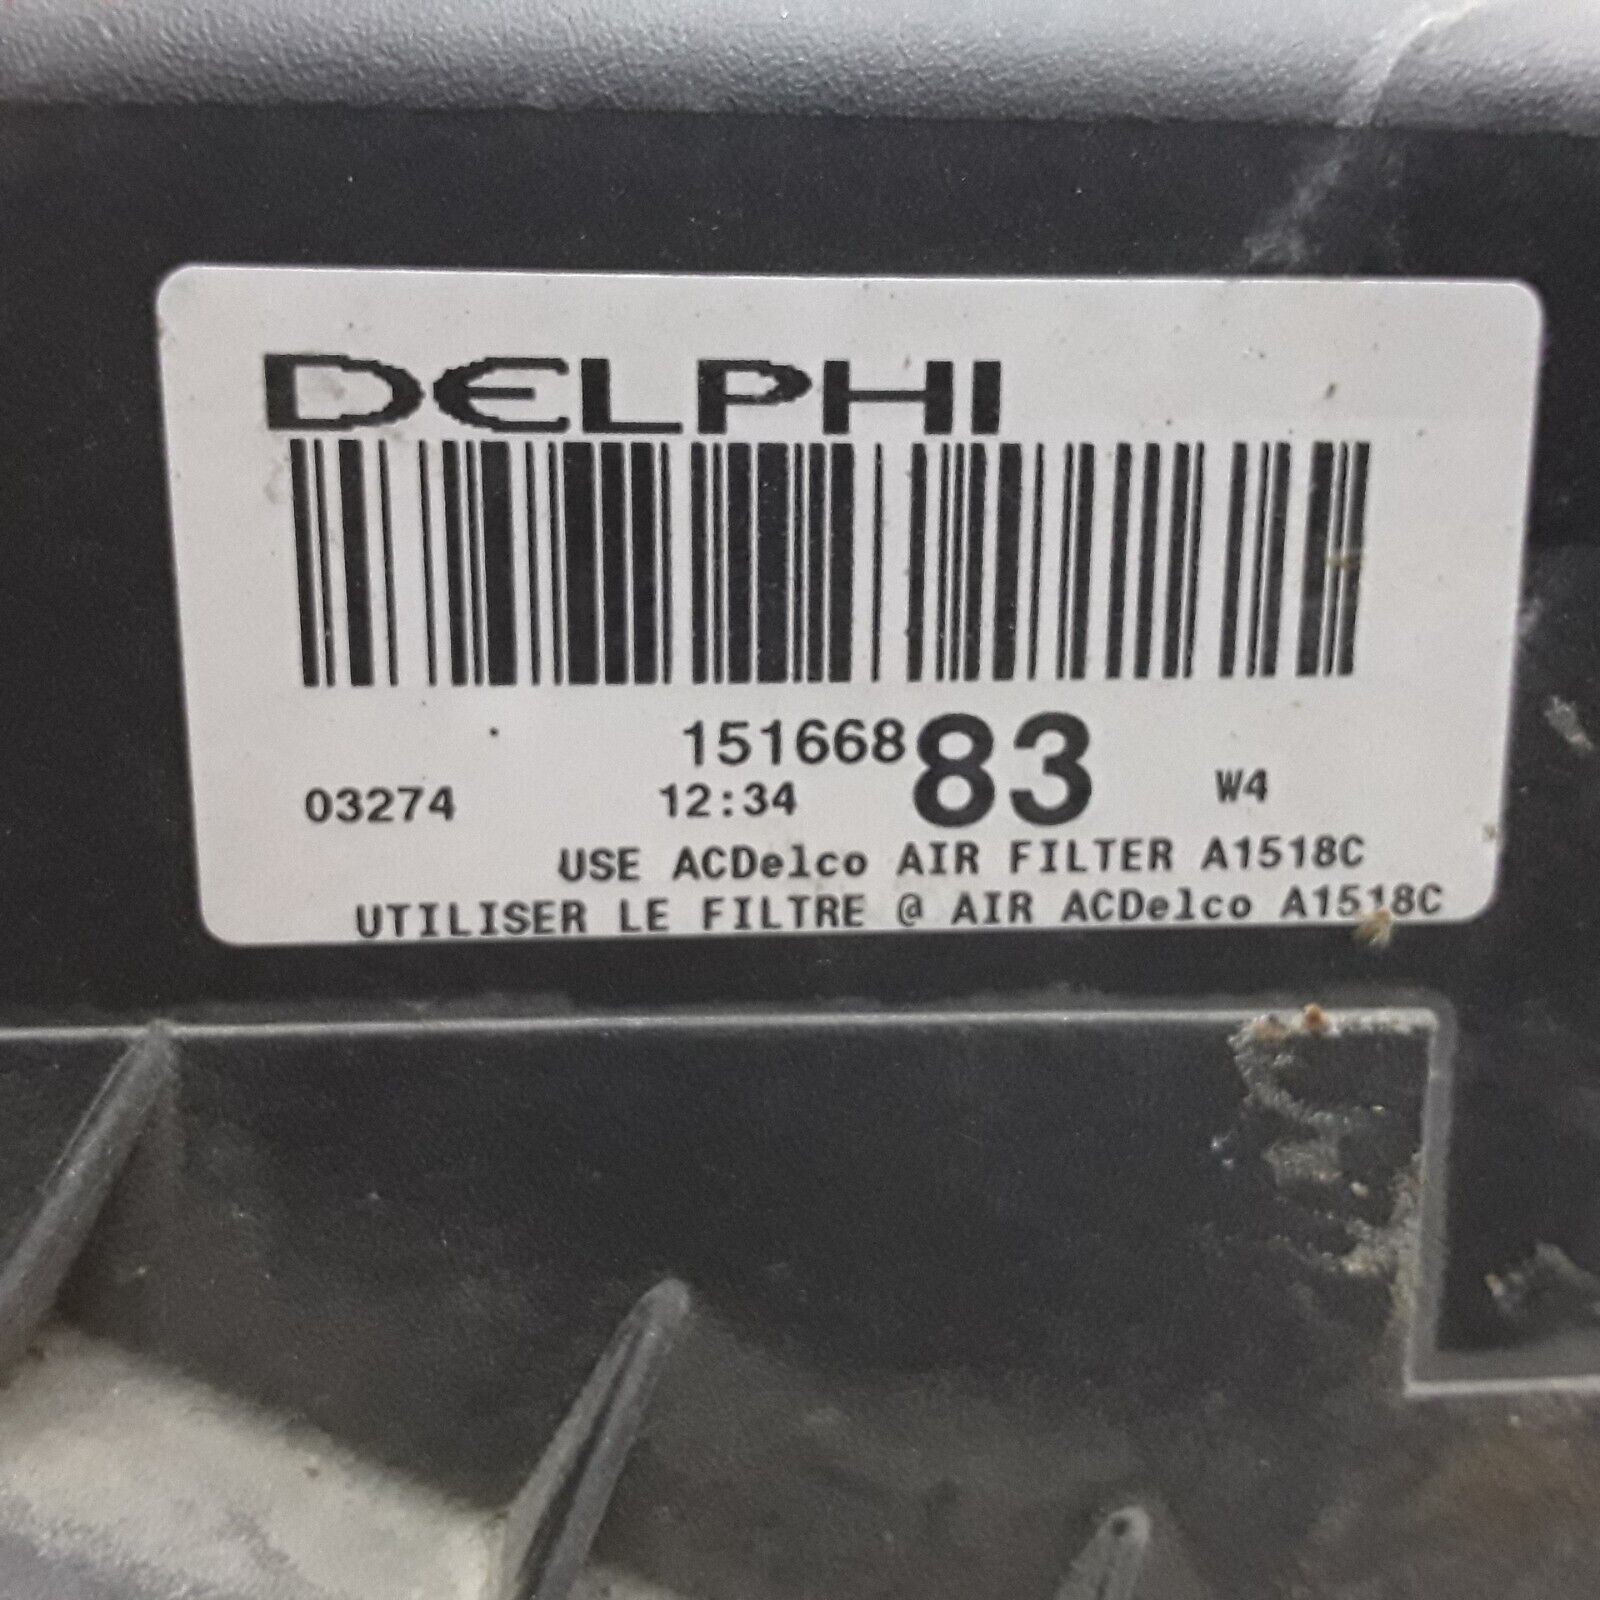 DELPHI
15166883
03274 12:34 W4
USE ACDelco AIR FILTER A1518C
UTILISER LE FILTRE @ AIR ACDelco A1518C